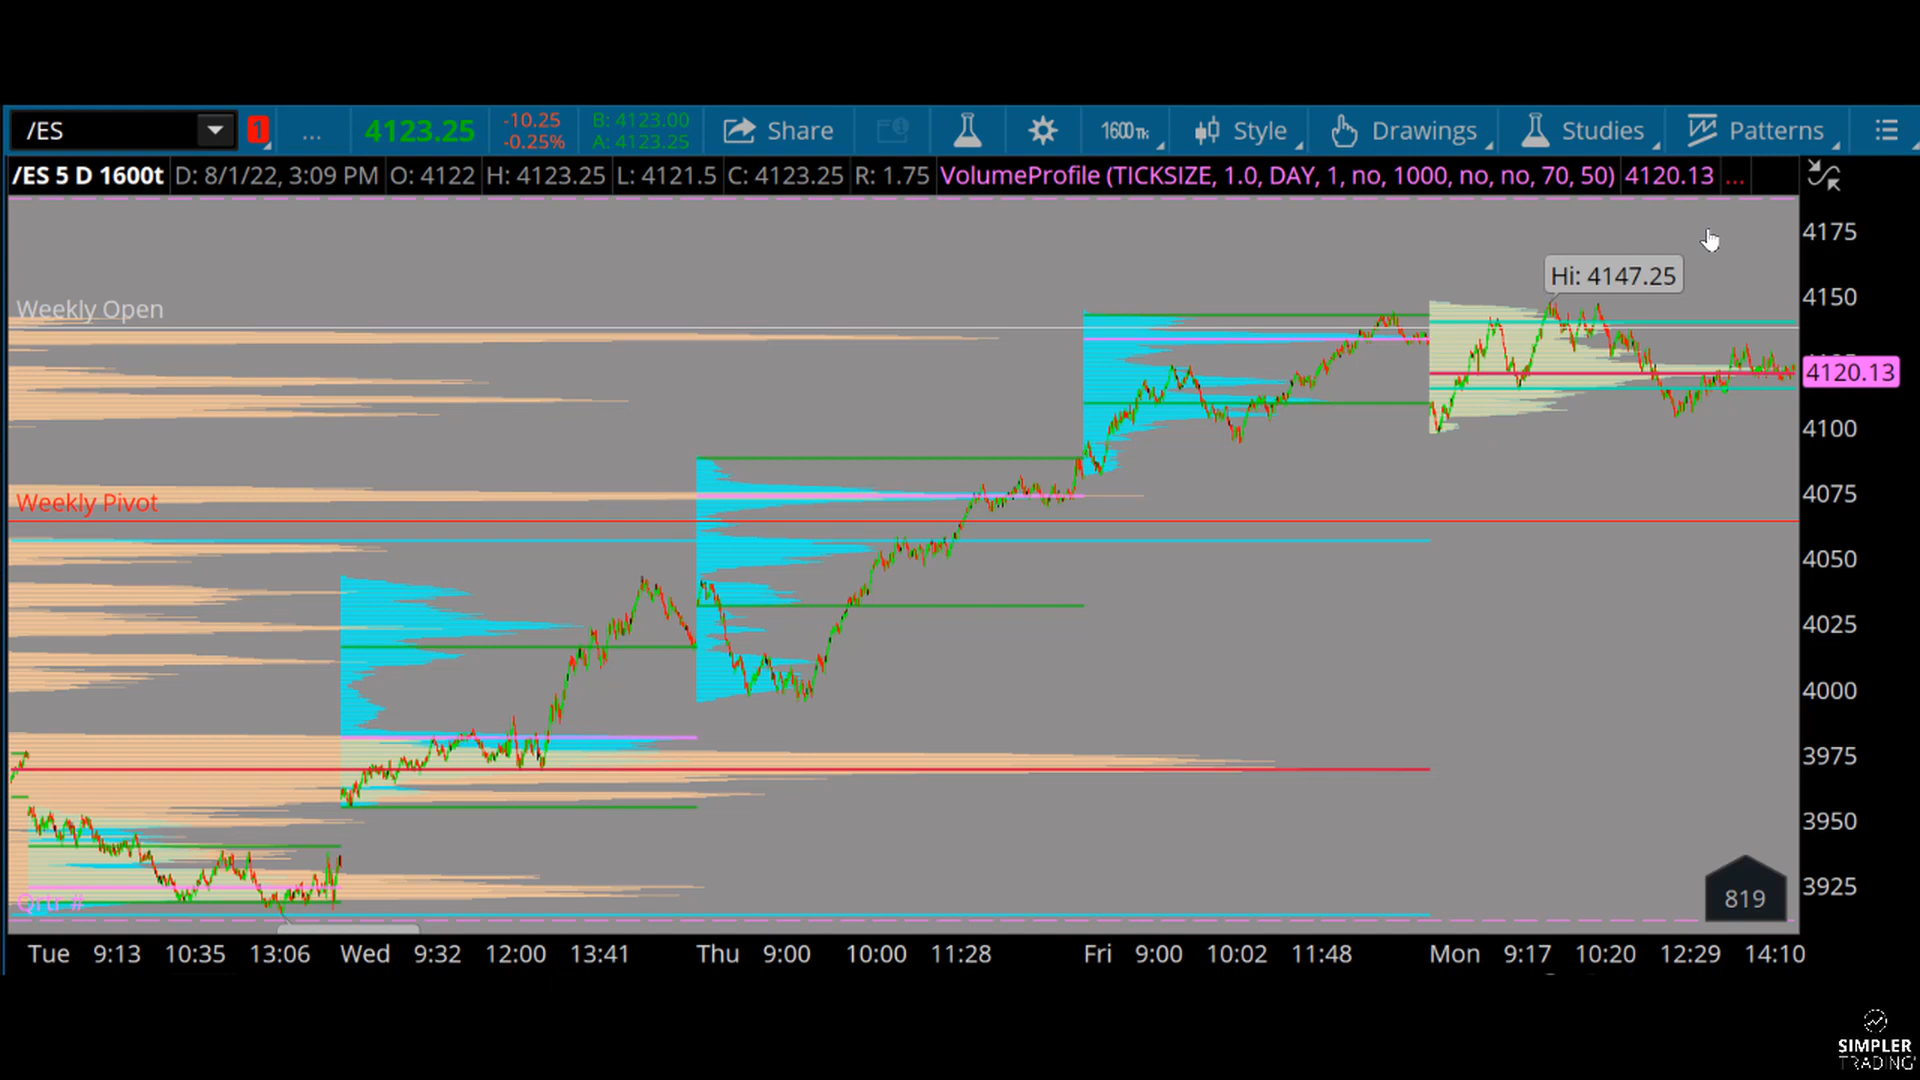 /ES 1 ... 4123.25 -10.25 B: 4123.00 Share 1600TK Style Drawings Studies Patterns
-0.25% A: 4123.25
/ES 5 D 1600t D: 8/1/22, 3:09 PM O: 4122 H: 4123.25 L: 4121.5 C: 4123.25 R: 1.75 VolumeProfile (TICKSIZE, 1.0, DAY, 1, no, 1000, no, no, 70, 50) 4120.13 ...
4175
Hi: 4147.25
4150
Weekly Open
4120.13
4100
4075
Weekly Pivot
4050
4025
4000
3975
3950
3925
819
Qrtr #
Tue 9:13 10:35 13:06 Wed 9:32 12:00 13:41 Thu 9:00 10:00 11:28 Fri 9:00 10:02 11:48 Mon 9:17 10:20 12:29 14:10
SIMPLER
TRADING